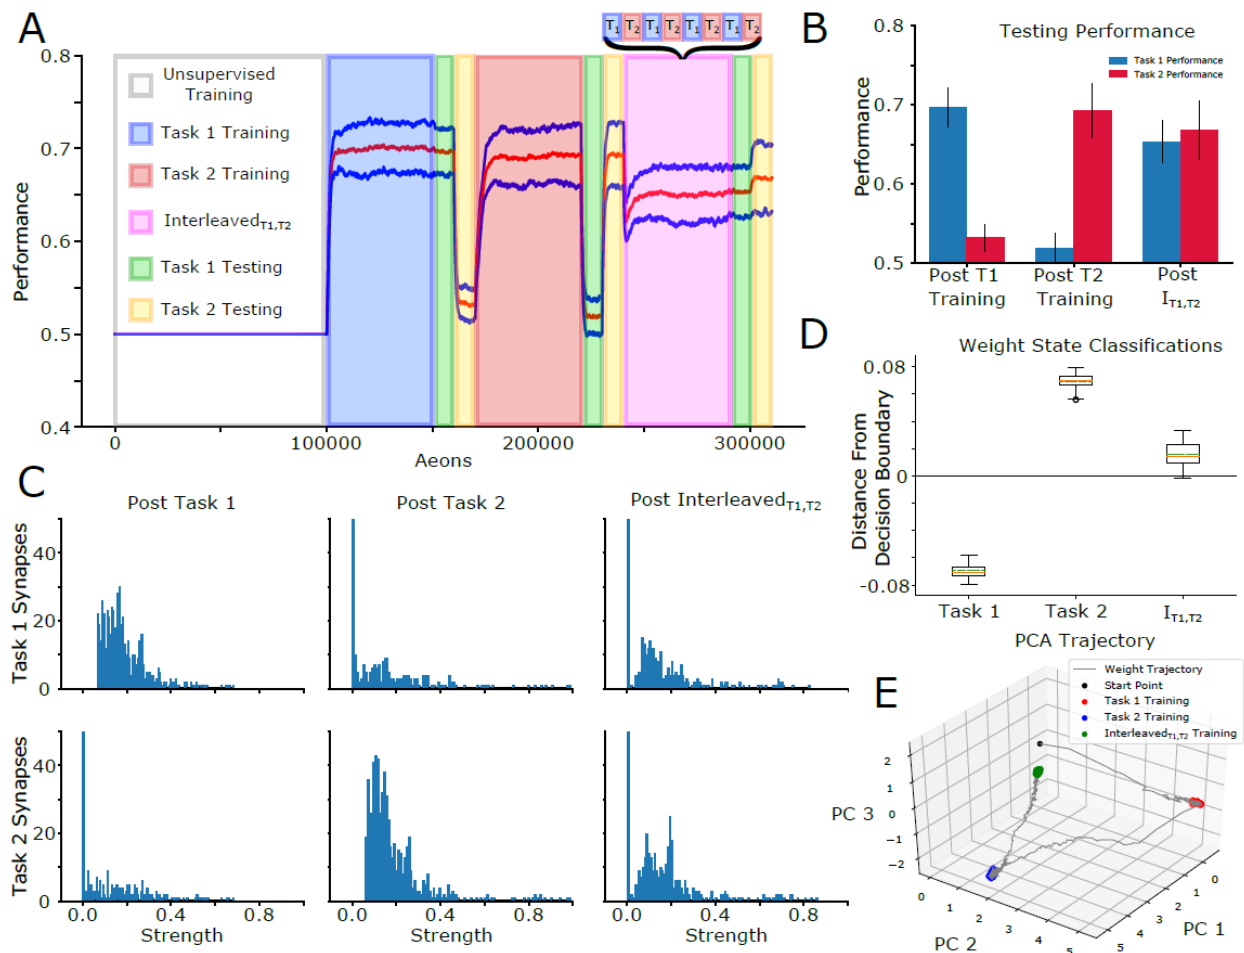 A
T1 T2 T1 T2 T1 T2 T1 T2
0.8
0.7
0.6
0.5
0.4
Performance
Unsupervised
Training
Task 1 Training
Task 2 Training
InterleavedT1,T2
Task 1 Testing
Task 2 Testing
0 100000 200000 300000
Aeons
B
Testing Performance
Task 1 Performance
Task 2 Performance
0.8
0.7
0.6
0.5
Performance
Post T1
Training
Post T2
Training
Post
IT1,T2
C
Post Task 1
Post Task 2
Post InterleavedT1,T2
Task 1 Synapses
40
20
0
Task 2 Synapses
40
20
0
0.0 0.4 0.8
0.0 0.4 0.8
0.0 0.4 0.8
Strength
Strength
Strength
D
Weight State Classifications
Distance From
Decision Boundary
0.08
0
-0.08
Task 1
Task 2
IT1,T2
E
PCA Trajectory
Weight Trajectory
Start Point
Task 1 Training
Task 2 Training
InterleavedT1,T2 Training
PC 3
2
1
0
−1
−2
0 1 2 3 4 5
PC 2
5 4 3 2 1 0
PC 1